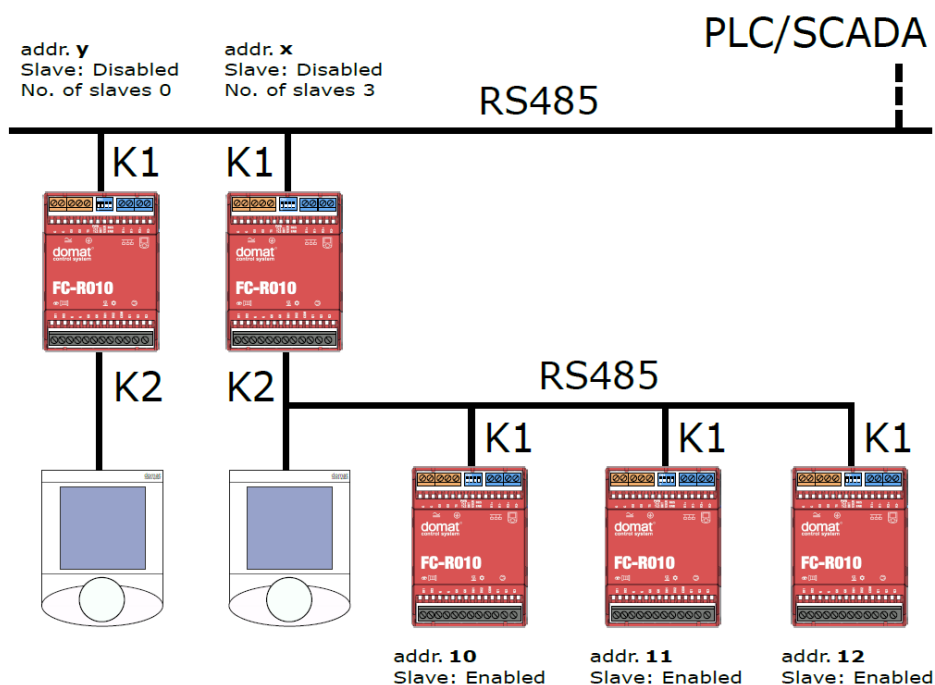 PLC/SCADA
addr. y
Slave: Disabled
No. of slaves 0
addr. x
Slave: Disabled
No. of slaves 3
RS485
K1
K1
domat
control system
FC-R010
domat
control system
FC-R010
K2
K2
RS485
K1
K1
K1
domat
domat
domat
control system
FC-R010
domat
control system
FC-R010
domat
control system
FC-R010
addr. 10
Slave: Enabled
addr. 11
Slave: Enabled
addr. 12
Slave: Enabled